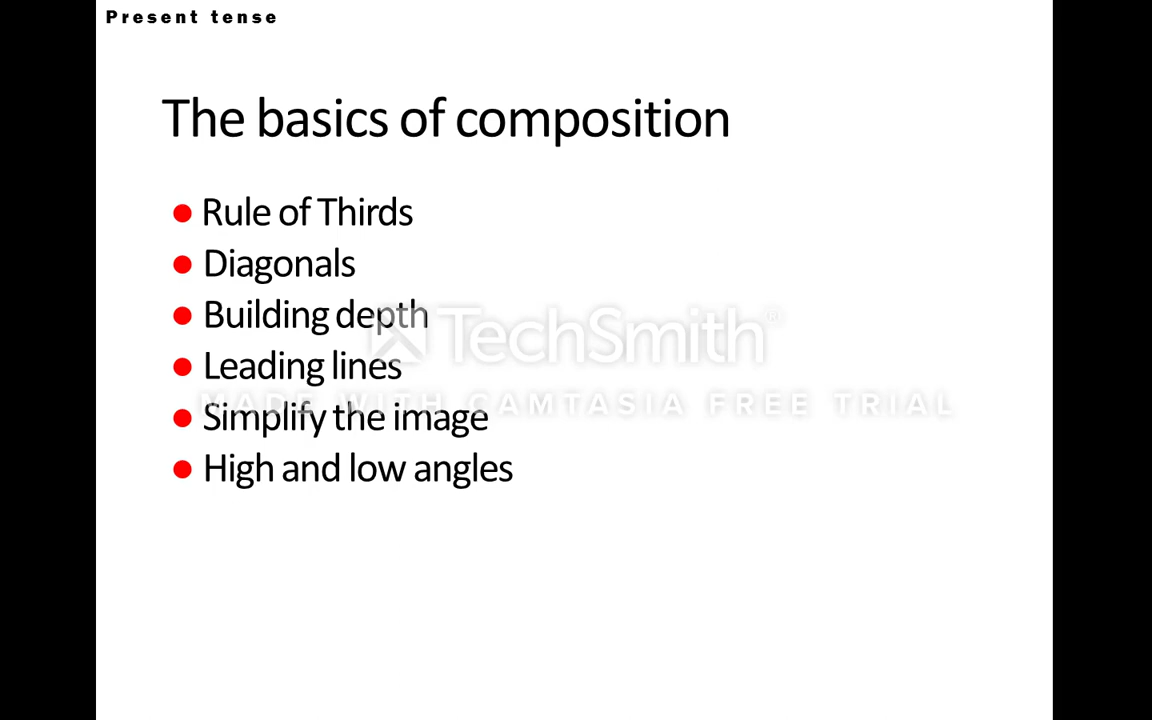 Present tense
The basics of composition
● Rule of Thirds
● Diagonals
● Building depth
● Leading lines
● Simplify the image
● High and low angles
TechSmith®
MADE WITH CAMTASIA FREE TRIAL